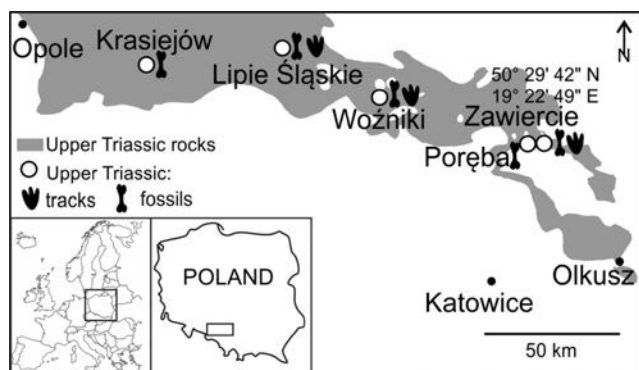 Opole
Krasiejów
Lipie Śląskie
N
50° 29' 42" N
19° 22' 49" E
Woźniki
Zawiercie
Poręba
Upper Triassic rocks
Upper Triassic:
tracks
fossils
POLAND
Olkusz
Katowice
50 km